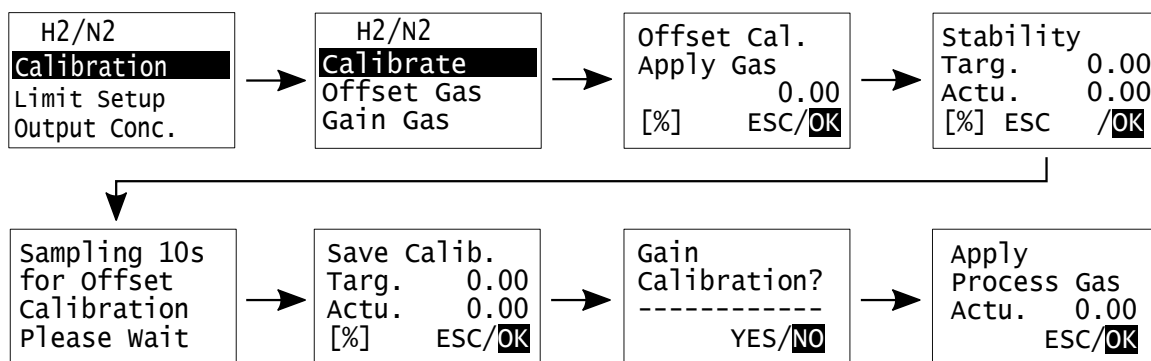 H2/N2
Calibration
Limit Setup
Output Conc.
H2/N2
Calibrate
Offset Gas
Gain Gas
Offset Cal.
Apply Gas
0.00
[%] ESC/OK
Stability
Targ. 0.00
Actu. 0.00
[%] ESC /OK
Sampling 10s
for Offset
Calibration
Please Wait
Save Calib.
Targ. 0.00
Actu. 0.00
[%] ESC/OK
Gain
Calibration?
------------
YES/NO
Apply
Process Gas
Actu. 0.00
ESC/OK